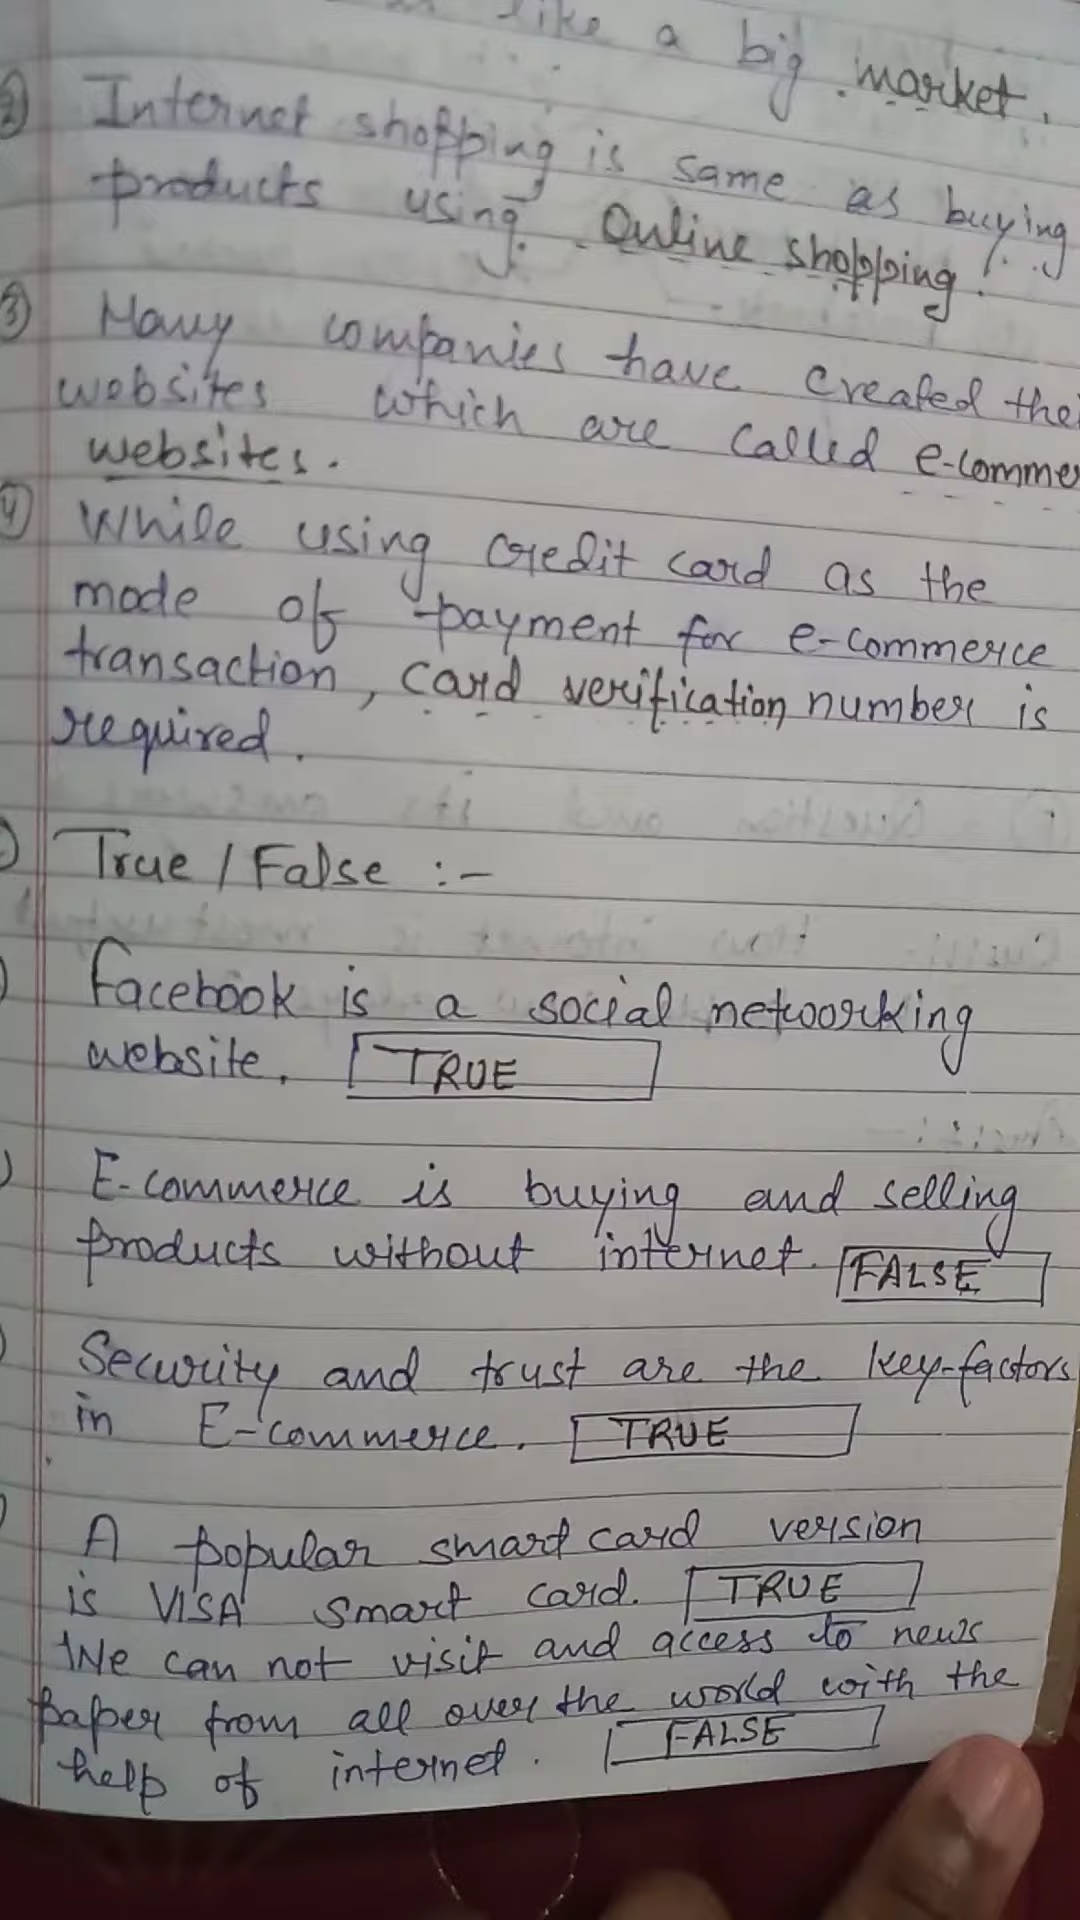 like a big market.
2) Internet shopping is same as buying
products using Online shopping!
3) Many companies have created thei
websites which are called e-comme
websites.
4) While using credit card as the
mode of payment for e-commerce
transaction, card verification number is
required.
True / False :-
Facebook is a social networking
website. TRUE
E-commerce is buying and selling
products without internet. FALSE
Security and trust are the key-factors
in E-commerce. TRUE
A popular smart card version
is VISA smart card. TRUE
We can not visit and access to news
paper from all over the world with the
help of internet. FALSE